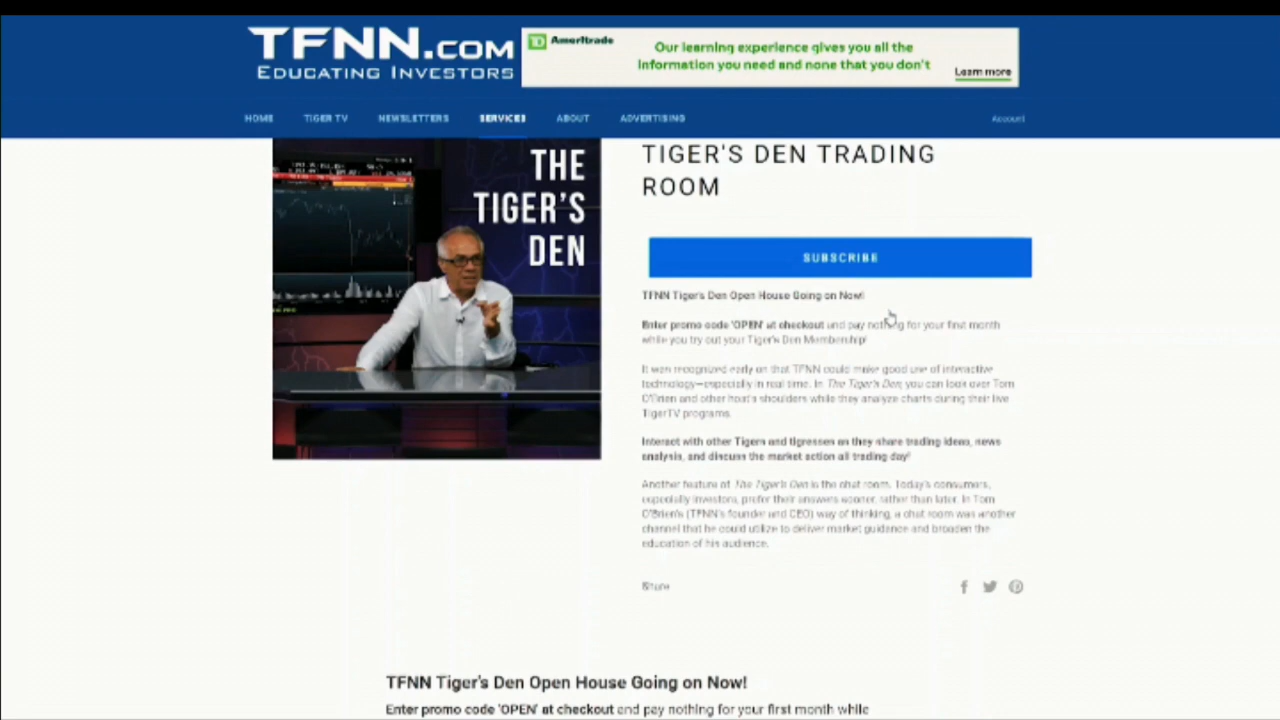 TFNN.COM
EDUCATING INVESTORS
TD Ameritrade
Our learning experience gives you all the
information you need and none that you don't
Learn more
HOME TIGER TV NEWSLETTERS SERVICES ABOUT ADVERTISING Account
THE
TIGER'S
DEN
TIGER'S DEN TRADING
ROOM
SUBSCRIBE
TFNN Tiger's Den Open House Going on Now!
Enter promo code 'OPEN' at checkout and pay nothing for your first month
while you try out your Tiger's Den Membership!
It was recognized early on that TFNN could make good use of interactive
technology—especially in real time. In The Tiger's Den, you can look over Tom
O'Brien and other host's shoulders while they analyze charts during their live
TigerTV programs.
Interact with other Tigers and tigresses as they share trading ideas, news
analysis, and discuss the market action all trading day!
Another feature of The Tiger's Den is the chat room. Today's consumers,
especially investors, prefer their answers sooner, rather than later. In Tom
O'Brien's (TFNN's founder and CEO) way of thinking, a chat room was another
channel that he could utilize to deliver market guidance and broaden the
education of his audience.
Share
TFNN Tiger's Den Open House Going on Now!
Enter promo code 'OPEN' at checkout and pay nothing for your first month while